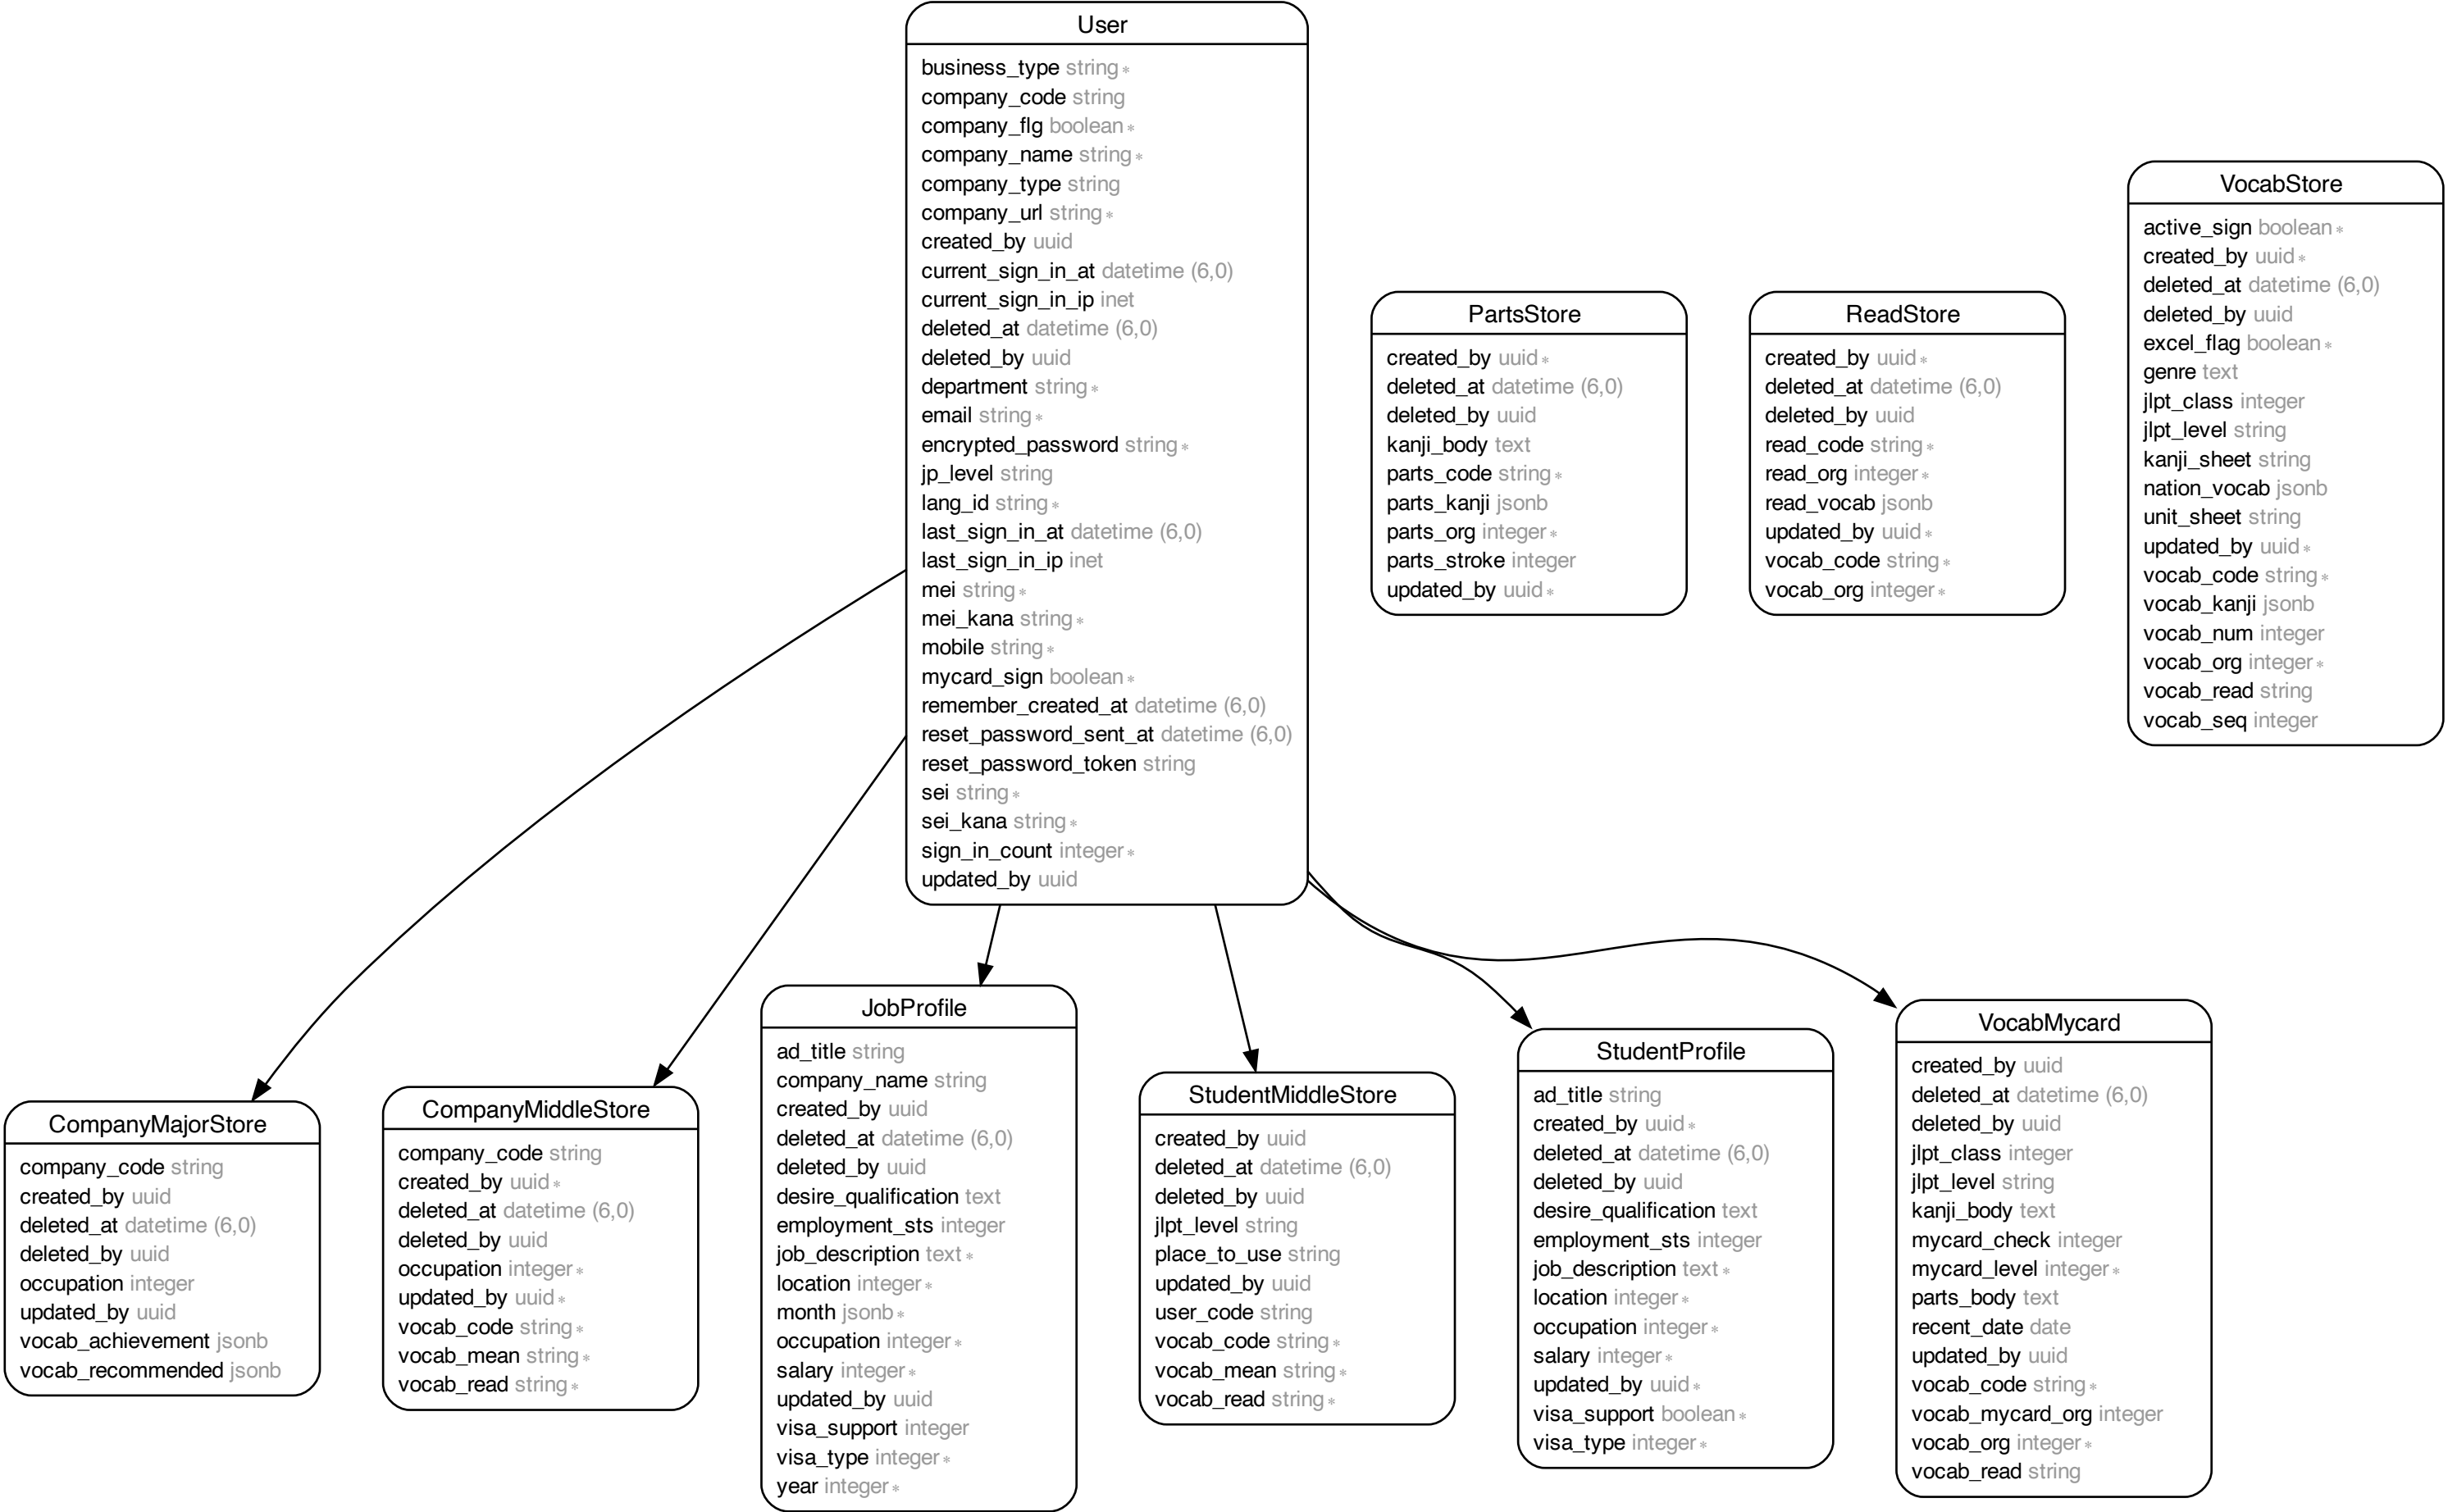 User
business_type string *
company_code string
company_flg boolean *
company_name string *
company_type string
company_url string *
created_by uuid
current_sign_in_at datetime (6,0)
current_sign_in_ip inet
deleted_at datetime (6,0)
deleted_by uuid
department string *
email string *
encrypted_password string *
jp_level string
lang_id string *
last_sign_in_at datetime (6,0)
last_sign_in_ip inet
mei string *
mei_kana string *
mobile string *
mycard_sign boolean *
remember_created_at datetime (6,0)
reset_password_sent_at datetime (6,0)
reset_password_token string
sei string *
sei_kana string *
sign_in_count integer *
updated_by uuid
PartsStore
created_by uuid *
deleted_at datetime (6,0)
deleted_by uuid
kanji_body text
parts_code string *
parts_kanji jsonb
parts_org integer *
parts_stroke integer
updated_by uuid *
ReadStore
created_by uuid *
deleted_at datetime (6,0)
deleted_by uuid
read_code string *
read_org integer *
read_vocab jsonb
updated_by uuid *
vocab_code string *
vocab_org integer *
VocabStore
active_sign boolean *
created_by uuid *
deleted_at datetime (6,0)
deleted_by uuid
excel_flag boolean *
genre text
jlpt_class integer
jlpt_level string
kanji_sheet string
nation_vocab jsonb
unit_sheet string
updated_by uuid *
vocab_code string *
vocab_kanji jsonb
vocab_num integer
vocab_org integer *
vocab_read string
vocab_seq integer
CompanyMajorStore
company_code string
created_by uuid
deleted_at datetime (6,0)
deleted_by uuid
occupation integer
updated_by uuid
vocab_achievement jsonb
vocab_recommended jsonb
CompanyMiddleStore
company_code string
created_by uuid *
deleted_at datetime (6,0)
deleted_by uuid
occupation integer *
updated_by uuid *
vocab_code string *
vocab_mean string *
vocab_read string *
JobProfile
ad_title string
company_name string
created_by uuid
deleted_at datetime (6,0)
deleted_by uuid
desire_qualification text
employment_sts integer
job_description text *
location integer *
month jsonb *
occupation integer *
salary integer *
updated_by uuid
visa_support integer
visa_type integer *
year integer *
StudentMiddleStore
created_by uuid
deleted_at datetime (6,0)
deleted_by uuid
jlpt_level string
place_to_use string
updated_by uuid
user_code string
vocab_code string *
vocab_mean string *
vocab_read string *
StudentProfile
ad_title string
created_by uuid *
deleted_at datetime (6,0)
deleted_by uuid
desire_qualification text
employment_sts integer
job_description text *
location integer *
occupation integer *
salary integer *
updated_by uuid *
visa_support boolean *
visa_type integer *
VocabMycard
created_by uuid
deleted_at datetime (6,0)
deleted_by uuid
jlpt_class integer
jlpt_level string
kanji_body text
mycard_check integer
mycard_level integer *
parts_body text
recent_date date
updated_by uuid
vocab_code string *
vocab_mycard_org integer
vocab_org integer *
vocab_read string